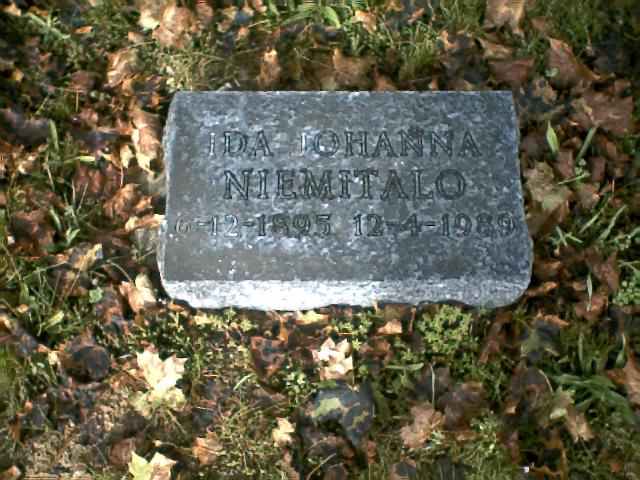 IDA JOHANNA
NIEMITALO
6-12-1895 12-4-1989